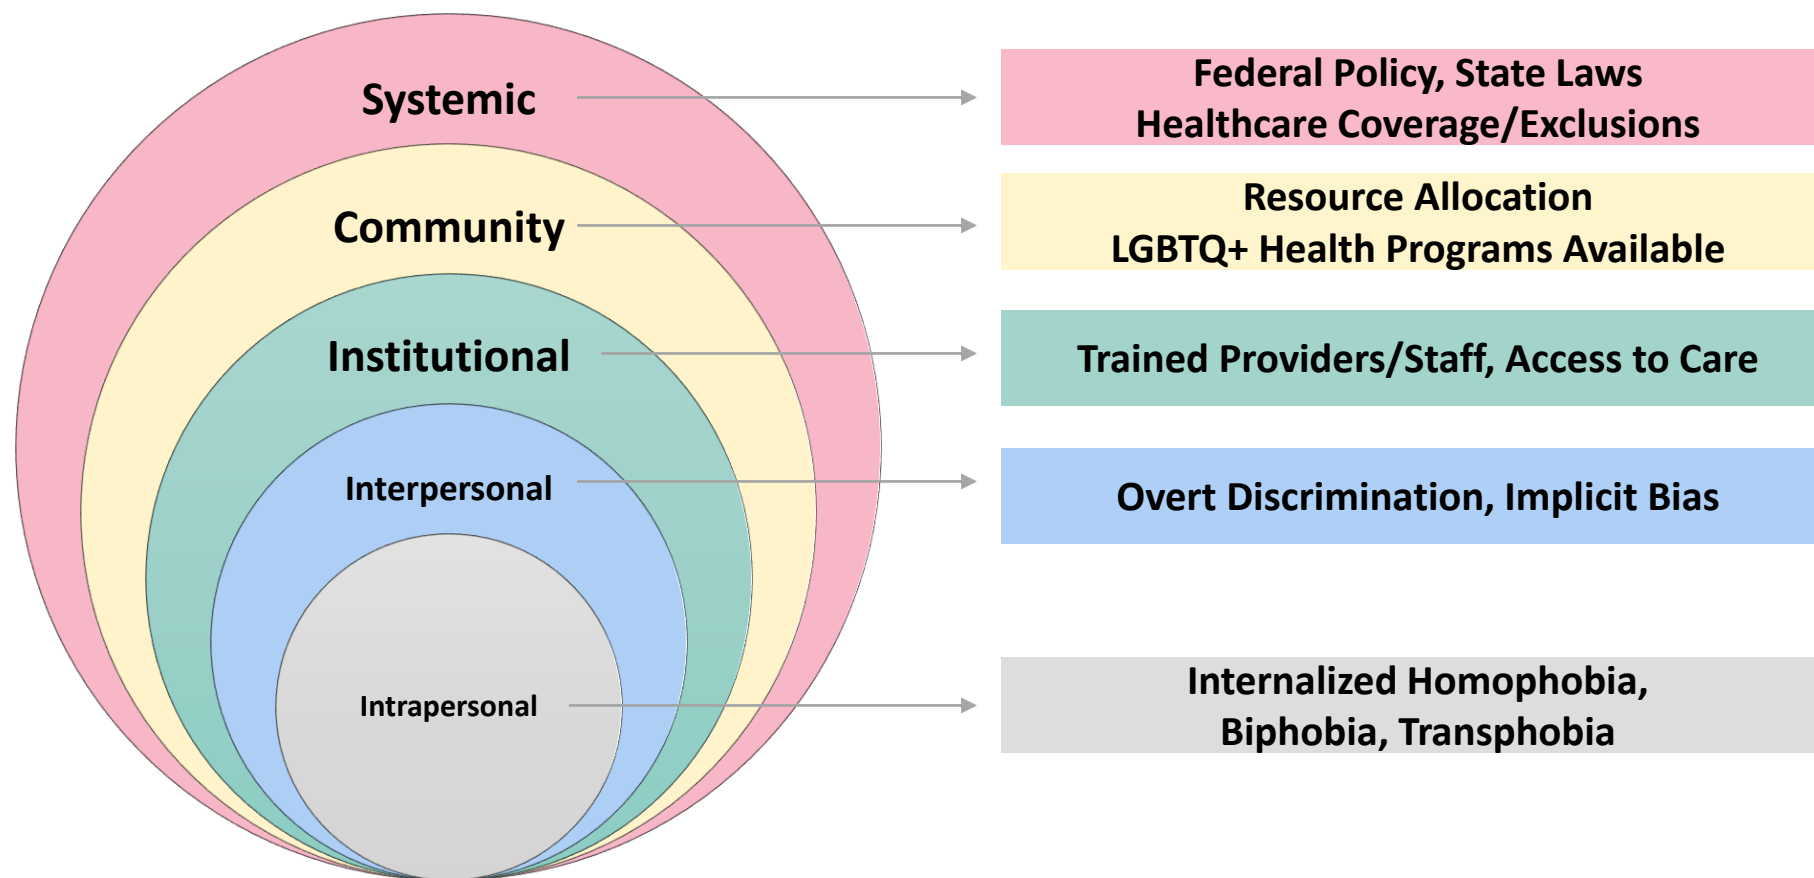 Systemic
Federal Policy, State Laws
Healthcare Coverage/Exclusions
Community
Resource Allocation
LGBTQ+ Health Programs Available
Institutional
Trained Providers/Staff, Access to Care
Interpersonal
Overt Discrimination, Implicit Bias
Intrapersonal
Internalized Homophobia,
Biphobia, Transphobia